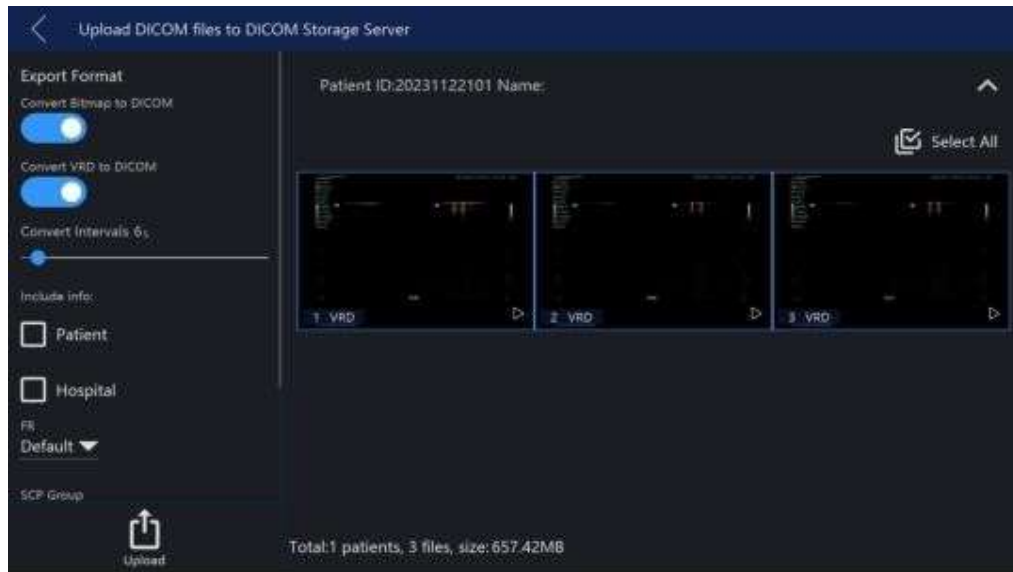 Upload DICOM files to DICOM Storage Server
Export Format
Convert Bitmap to DICOM
Convert VRD to DICOM
Convert Intervals 6s
Include info:
Patient
Hospital
FR
Default
SCP Group
Upload
Patient ID:20231122101 Name:
Select All
1 VRD
2 VRD
3 VRD
Total:1 patients, 3 files, size:657.42MB